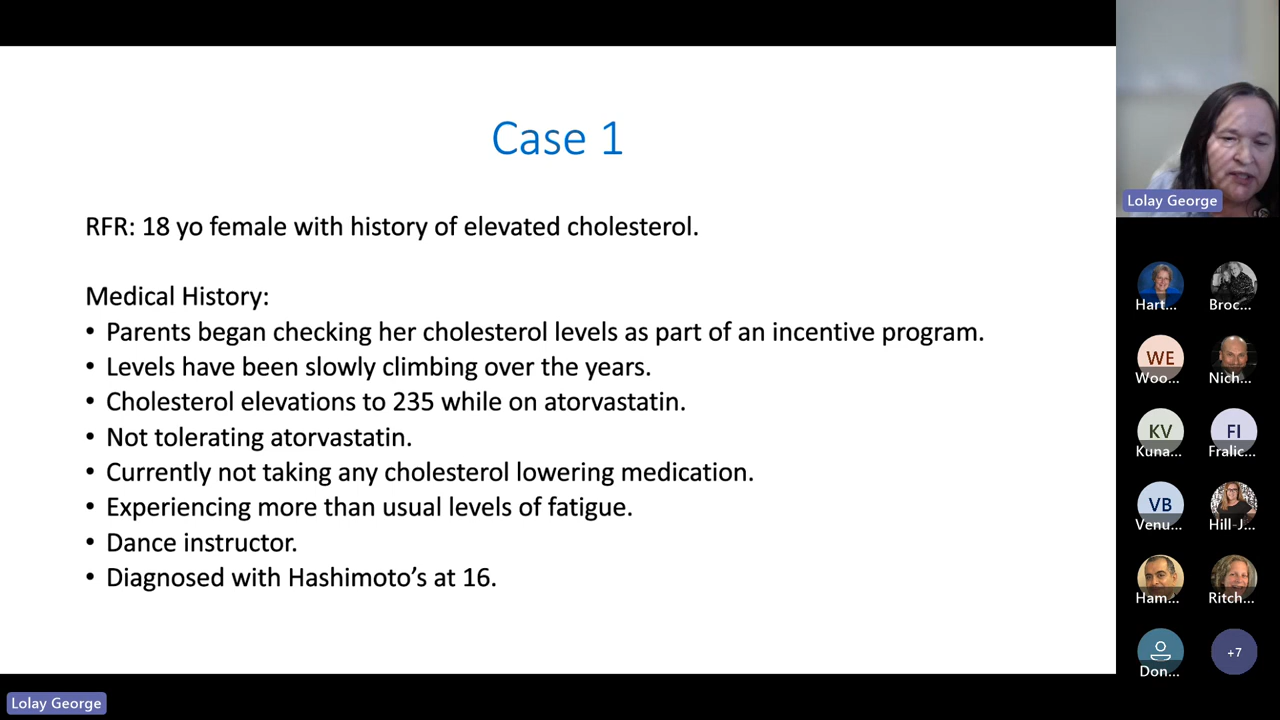 Case 1
RFR: 18 yo female with history of elevated cholesterol.
Medical History:
• Parents began checking her cholesterol levels as part of an incentive program.
• Levels have been slowly climbing over the years.
• Cholesterol elevations to 235 while on atorvastatin.
• Not tolerating atorvastatin.
• Currently not taking any cholesterol lowering medication.
• Experiencing more than usual levels of fatigue.
• Dance instructor.
• Diagnosed with Hashimoto’s at 16.
Lolay George
Lolay George
Hart...
Broc...
WE
Woo...
Nich...
KV
FI
Kuna...
Fralic...
VB
Venu...
Hill-J...
Ham...
Ritch...
Don...
+7